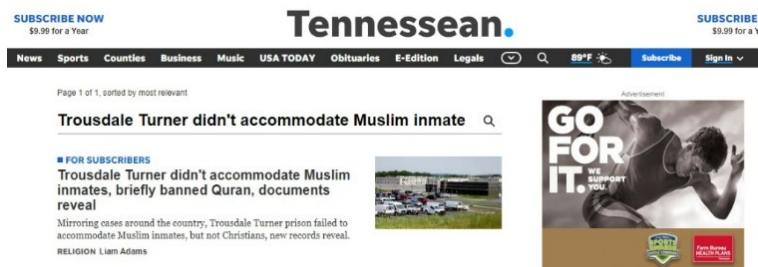 SUBSCRIBE NOW
$9.99 for a Year
Tennessean.
SUBSCRIBE
$9.99 for a Y
News Sports Counties Business Music USA TODAY Obituaries E-Edition Legals 89°F Subscribe Sign In
Page 1 of 1, sorted by most relevant
Trousdale Turner didn't accommodate Muslim inmate
FOR SUBSCRIBERS
Trousdale Turner didn't accommodate Muslim
inmates, briefly banned Quran, documents
reveal
Mirroring cases around the country, Trousdale Turner prison failed to
accommodate Muslim inmates, but not Christians, new records reveal.
RELIGION Liam Adams
Advertisement
GO
FOR
IT.
WE
SUPPORT
YOU.
SPORTS
Farm Bureau
HEALTH PLANS